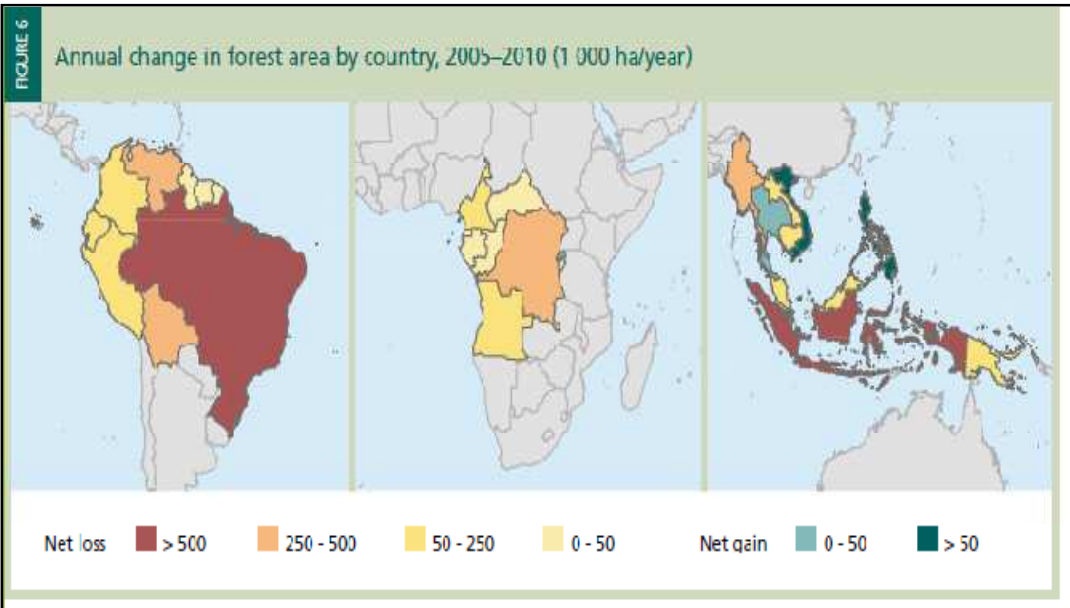 FIGURE 6
Annual change in forest area by country, 2005–2010 (1 000 ha/year)
Net loss > 500 250 - 500 50 - 250 0 - 50 Net gain 0 - 50 > 50